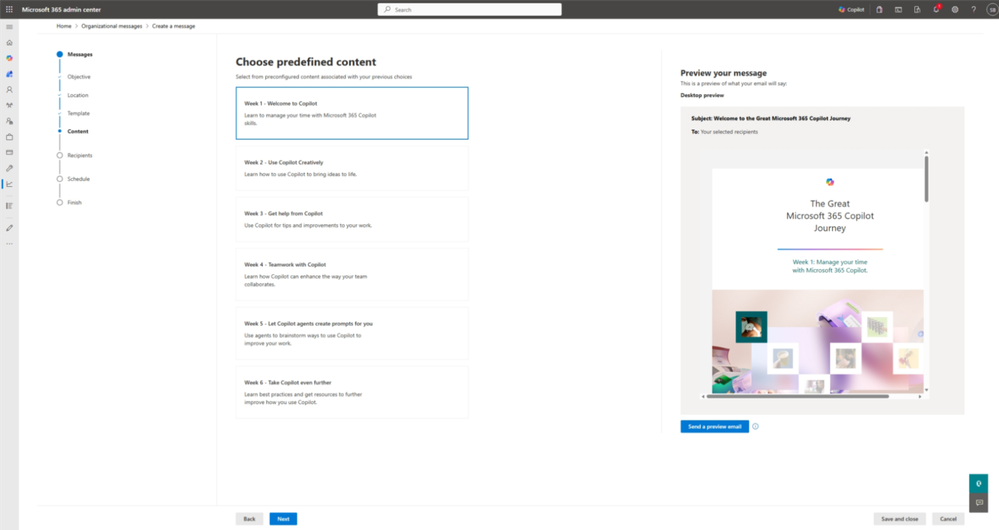 Microsoft 365 admin center
Search
Copilot
?
SB
Home > Organizational messages > Create a message
Messages
Objective
Location
Template
Content
Recipients
Schedule
Finish
Choose predefined content
Select from preconfigured content associated with your previous choices
Week 1 - Welcome to Copilot
Learn to manage your time with Microsoft 365 Copilot
skills.
Week 2 - Use Copilot Creatively
Learn how to use Copilot to bring ideas to life.
Week 3 - Get help from Copilot
Use Copilot for tips and improvements to your work.
Week 4 - Teamwork with Copilot
Learn how Copilot can enhance the way your team
collaborates.
Week 5 - Let Copilot agents create prompts for you
Use agents to brainstorm ways to use Copilot to
improve your work.
Week 6 - Take Copilot even further
Learn best practices and get resources to further
improve how you use Copilot.
Preview your message
This is a preview of what your email will say:
Desktop preview
Subject: Welcome to the Great Microsoft 365 Copilot Journey
To: Your selected recipients
The Great
Microsoft 365 Copilot
Journey
Week 1: Manage your time
with Microsoft 365 Copilot.
Send a preview email
Back
Next
Save and close
Cancel